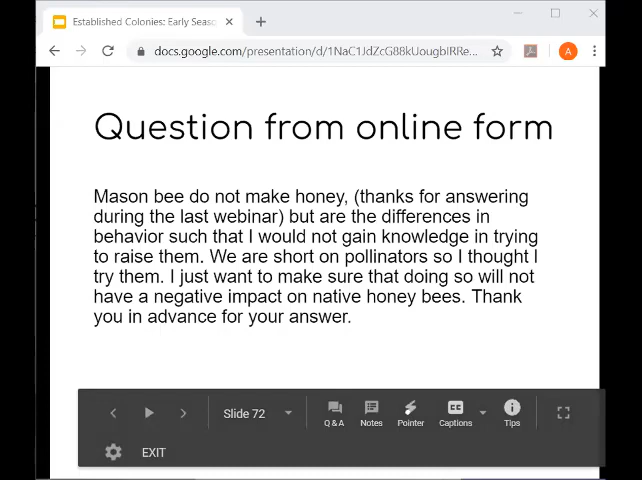 Established Colonies: Early Seaso
docs.google.com/presentation/d/1NaC1JdZcG88kUougbIRRe...
A
Question from online form
Mason bee do not make honey, (thanks for answering
during the last webinar) but are the differences in
behavior such that I would not gain knowledge in trying
to raise them. We are short on pollinators so I thought I
try them. I just want to make sure that doing so will not
have a negative impact on native honey bees. Thank
you in advance for your answer.
Slide 72
Q & A
Notes
Pointer
Captions
Tips
EXIT